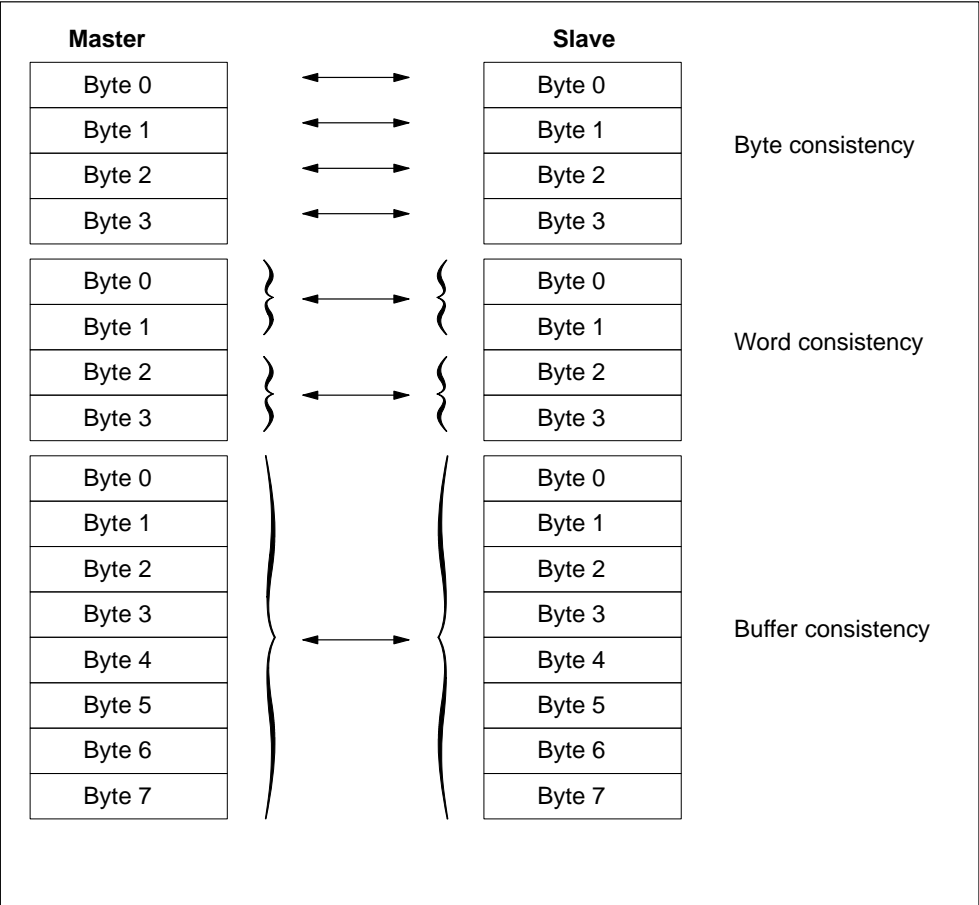 Master Slave
Byte 0 Byte 0
Byte 1 Byte 1
Byte consistency
Byte 2 Byte 2
Byte 3 Byte 3
Byte 0 Byte 0
Byte 1 Byte 1
Word consistency
Byte 2 Byte 2
Byte 3 Byte 3
Byte 0 Byte 0
Byte 1 Byte 1
Byte 2 Byte 2
Byte 3 Byte 3
Buffer consistency
Byte 4 Byte 4
Byte 5 Byte 5
Byte 6 Byte 6
Byte 7 Byte 7